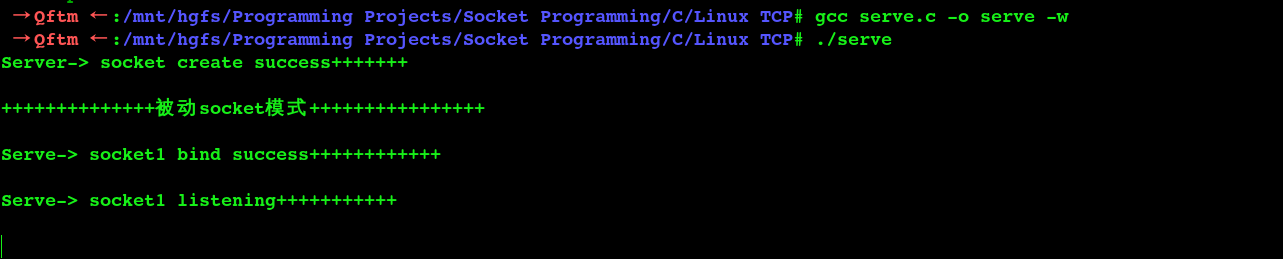 →Qftm ←:/mnt/hgfs/Programming Projects/Socket Programming/C/Linux TCP# gcc serve.c -o serve -w
→Qftm ←:/mnt/hgfs/Programming Projects/Socket Programming/C/Linux TCP# ./serve
Server-> socket create success+++++++
++++++++++++++被动socket模式++++++++++++++++
Serve-> socket1 bind success++++++++++++
Serve-> socket1 listening+++++++++++